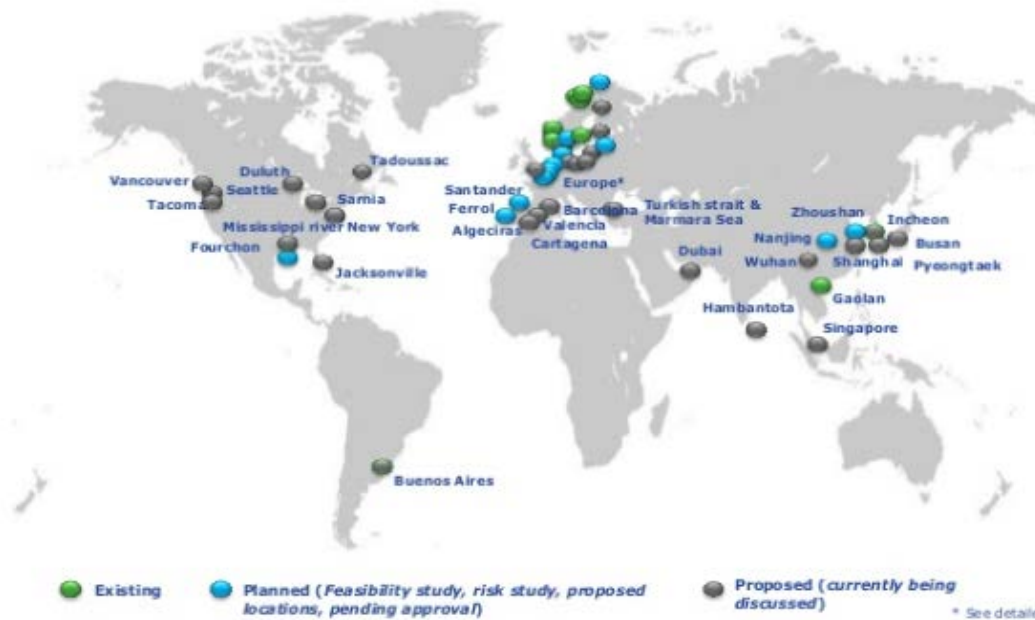 Tadoussac
Vancouver
Duluth
Seattle
Tacoma
Sarnia
Mississippi river
New York
Fourchon
Jacksonville
Santander
Europe*
Ferrol
Barcelona
Algeciras
Valencia
Cartagena
Turkish strait &
Marmara Sea
Dubai
Zhoushan
Incheon
Nanjing
Busan
Wuhan
Shanghai
Pyeongtaek
Gaolan
Hambantota
Singapore
Buenos Aires
Existing
Planned (Feasibility study, risk study, proposed
locations, pending approval)
Proposed (currently being
discussed)
* See detaile